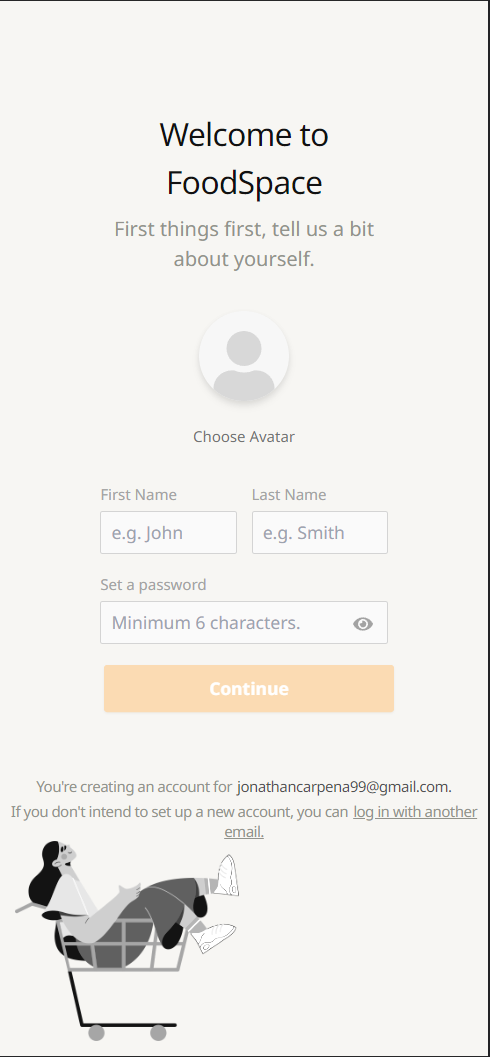 Welcome to
FoodSpace
First things first, tell us a bit
about yourself.
Choose Avatar
First Name
Last Name
e.g. John
e.g. Smith
Set a password
Minimum 6 characters.
Continue
You're creating an account for jonathancarpena99@gmail.com.
If you don't intend to set up a new account, you can log in with another
email.